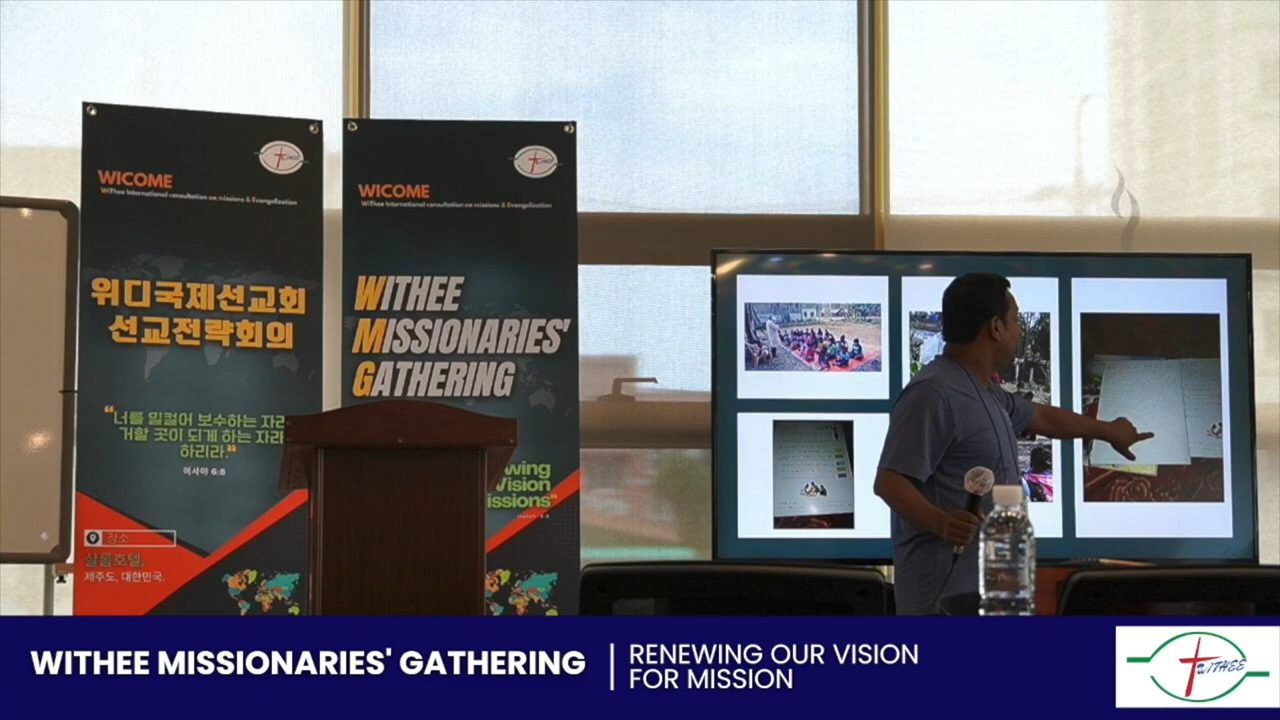 WICOME
WiThee International consultation on missions & Evangelization
위디국제선교회
선교전략회의
“너를 일컬어 보수하는 자라
거할 곳이 되게 하는 자라
하리라.”
이사야
장소
샬롬호텔,
제주도, 대한민국.
WICOME
WiThee International consultation on missions & Evangelization
WITHEE
MISSIONARIES'
GATHERING
wing
Vision
issions"
WITHEE MISSIONARIES' GATHERING
RENEWING OUR VISION
FOR MISSION
WITHEE